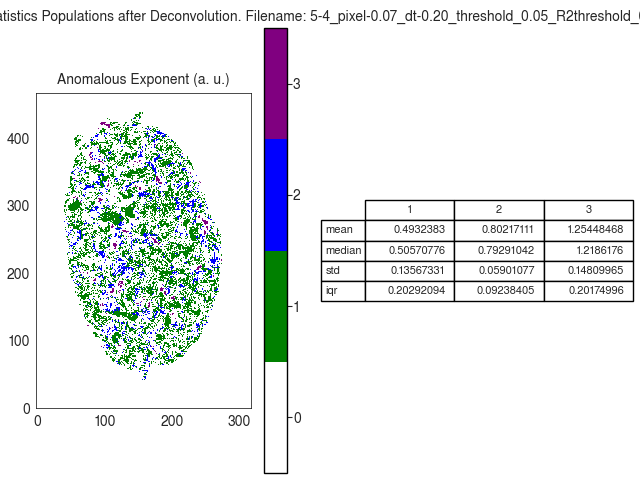 atistics Populations after Deconvolution. Filename: 5-4_pixel-0.07_dt-0.20_threshold_0.05_R2threshold_0
Anomalous Exponent (a. u.)
400
300
200
100
0
0 100 200 300
3
2
1
0
1 2 3
mean 0.4932383 0.80217111 1.25448468
median 0.50570776 0.79291042 1.2186176
std 0.13567331 0.05901077 0.14809965
iqr 0.20292094 0.09238405 0.20174996